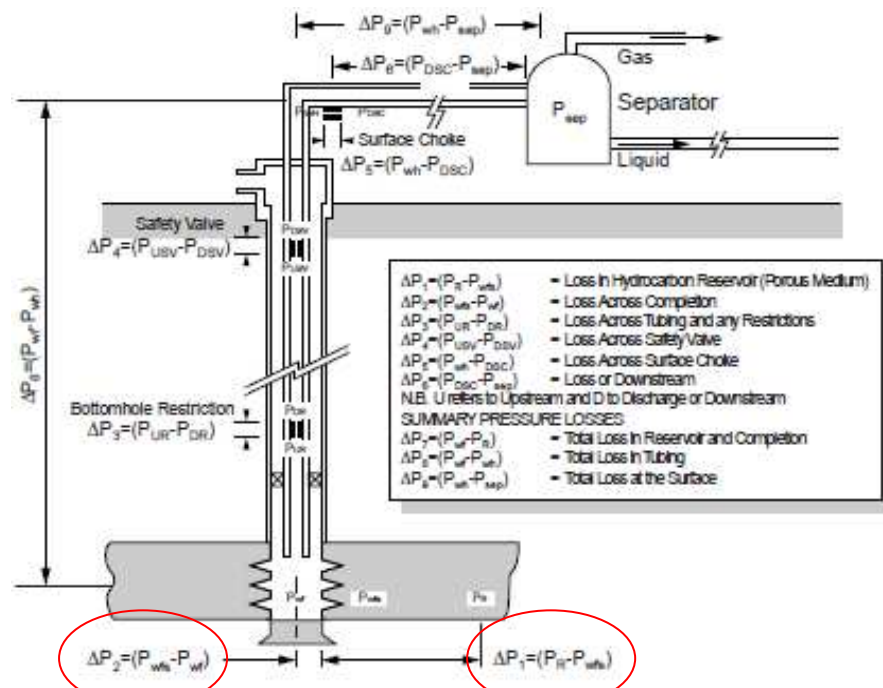 ΔP₉=(Pwh-Psep)
ΔP₆=(PDSC-Psep)
Gas
Separator
Psep
Liquid
PDSC
Surface Choke
ΔP₅=(Pwh-PDSC)
Safety Valve
ΔP₄=(PUSV-PDSV)
PDSV
PUSV
ΔP₈=(Pwf-Pwh)
ΔP₁=(PR-Pwfs) = Loss in Hydrocarbon Reservoir (Porous Medium)
ΔP₂=(Pwfs-Pwf) = Loss Across Completion
ΔP₃=(PUR-PDR) = Loss Across Tubing and any Restrictions
ΔP₄=(PUSV-PDSV) = Loss Across Safety Valve
ΔP₅=(Pwh-PDSC) = Loss Across Surface Choke
ΔP₆=(PDSC-Psep) = Loss or Downstream
N.B. U refers to Upstream and D to Discharge or Downstream
SUMMARY PRESSURE LOSSES
ΔP₇=(Pwf-PR) = Total Loss in Reservoir and Completion
ΔP₈=(Pwf-Pwh) = Total Loss in Tubing
ΔP₉=(Pwh-Psep) = Total Loss at the Surface
Bottomhole Restriction
ΔP₃=(PUR-PDR)
PDR
PUR
Pwf
Pwfs
PR
ΔP₂=(Pwfs-Pwf)
ΔP₁=(PR-Pwfs)